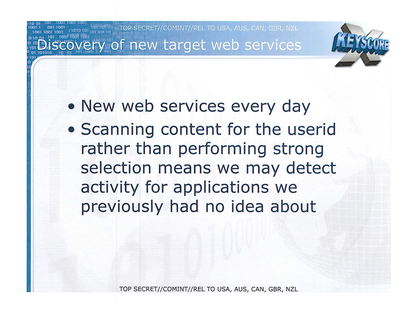 TOP SECRET//COMINT//REL TO USA, AUS, CAN, GBR, NZL
Discovery of new target web services
X
KEYSCORE
• New web services every day
• Scanning content for the userid
rather than performing strong
selection means we may detect
activity for applications we
previously had no idea about
TOP SECRET//COMINT//REL TO USA, AUS, CAN, GBR, NZL